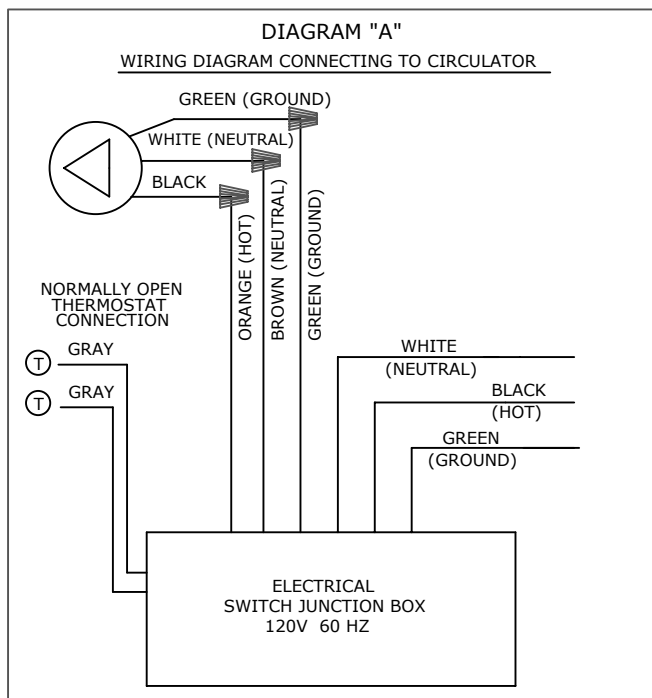 DIAGRAM "A"
WIRING DIAGRAM CONNECTING TO CIRCULATOR
GREEN (GROUND)
WHITE (NEUTRAL)
BLACK
ORANGE (HOT)
BROWN (NEUTRAL)
GREEN (GROUND)
NORMALLY OPEN
THERMOSTAT
CONNECTION
T GRAY
T GRAY
WHITE
(NEUTRAL)
BLACK
(HOT)
GREEN
(GROUND)
ELECTRICAL
SWITCH JUNCTION BOX
120V 60 HZ